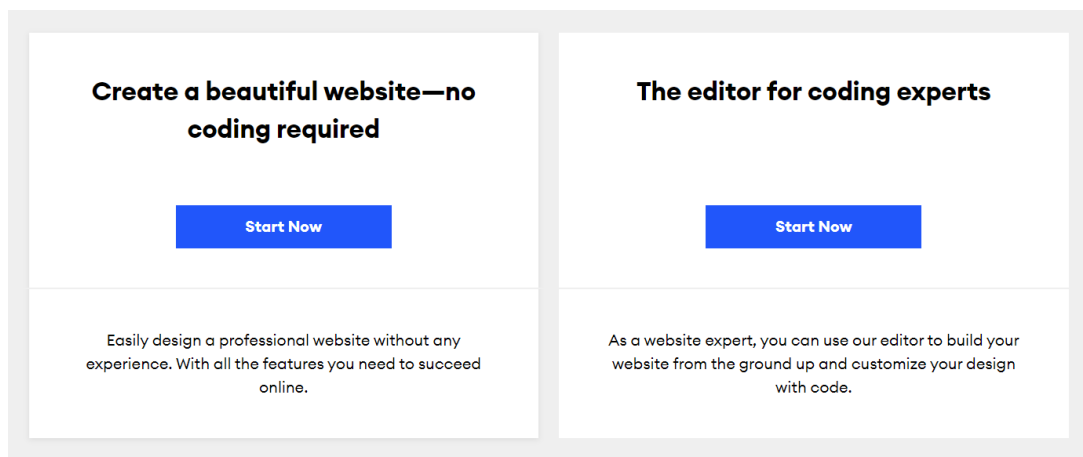 Create a beautiful website—no
coding required
Start Now
Easily design a professional website without any
experience. With all the features you need to succeed
online.
The editor for coding experts
Start Now
As a website expert, you can use our editor to build your
website from the ground up and customize your design
with code.